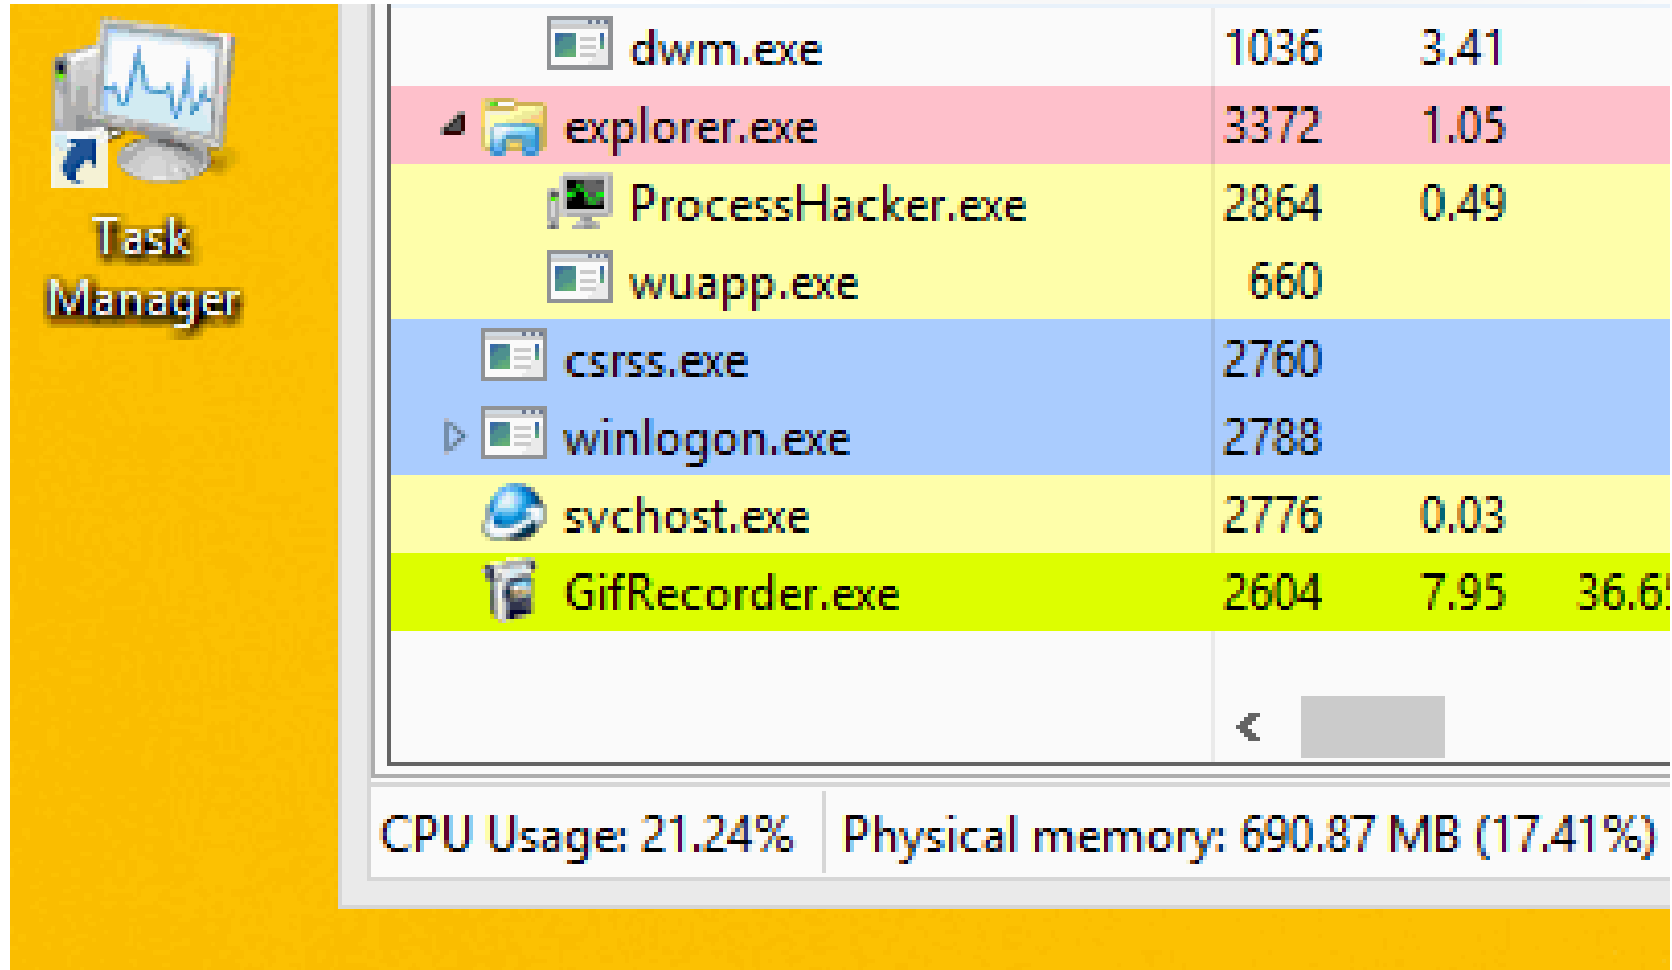 Task
Manager
dwm.exe 1036 3.41
explorer.exe 3372 1.05
ProcessHacker.exe 2864 0.49
wuapp.exe 660
csrss.exe 2760
winlogon.exe 2788
svchost.exe 2776 0.03
GifRecorder.exe 2604 7.95 36.65
CPU Usage: 21.24% Physical memory: 690.87 MB (17.41%)